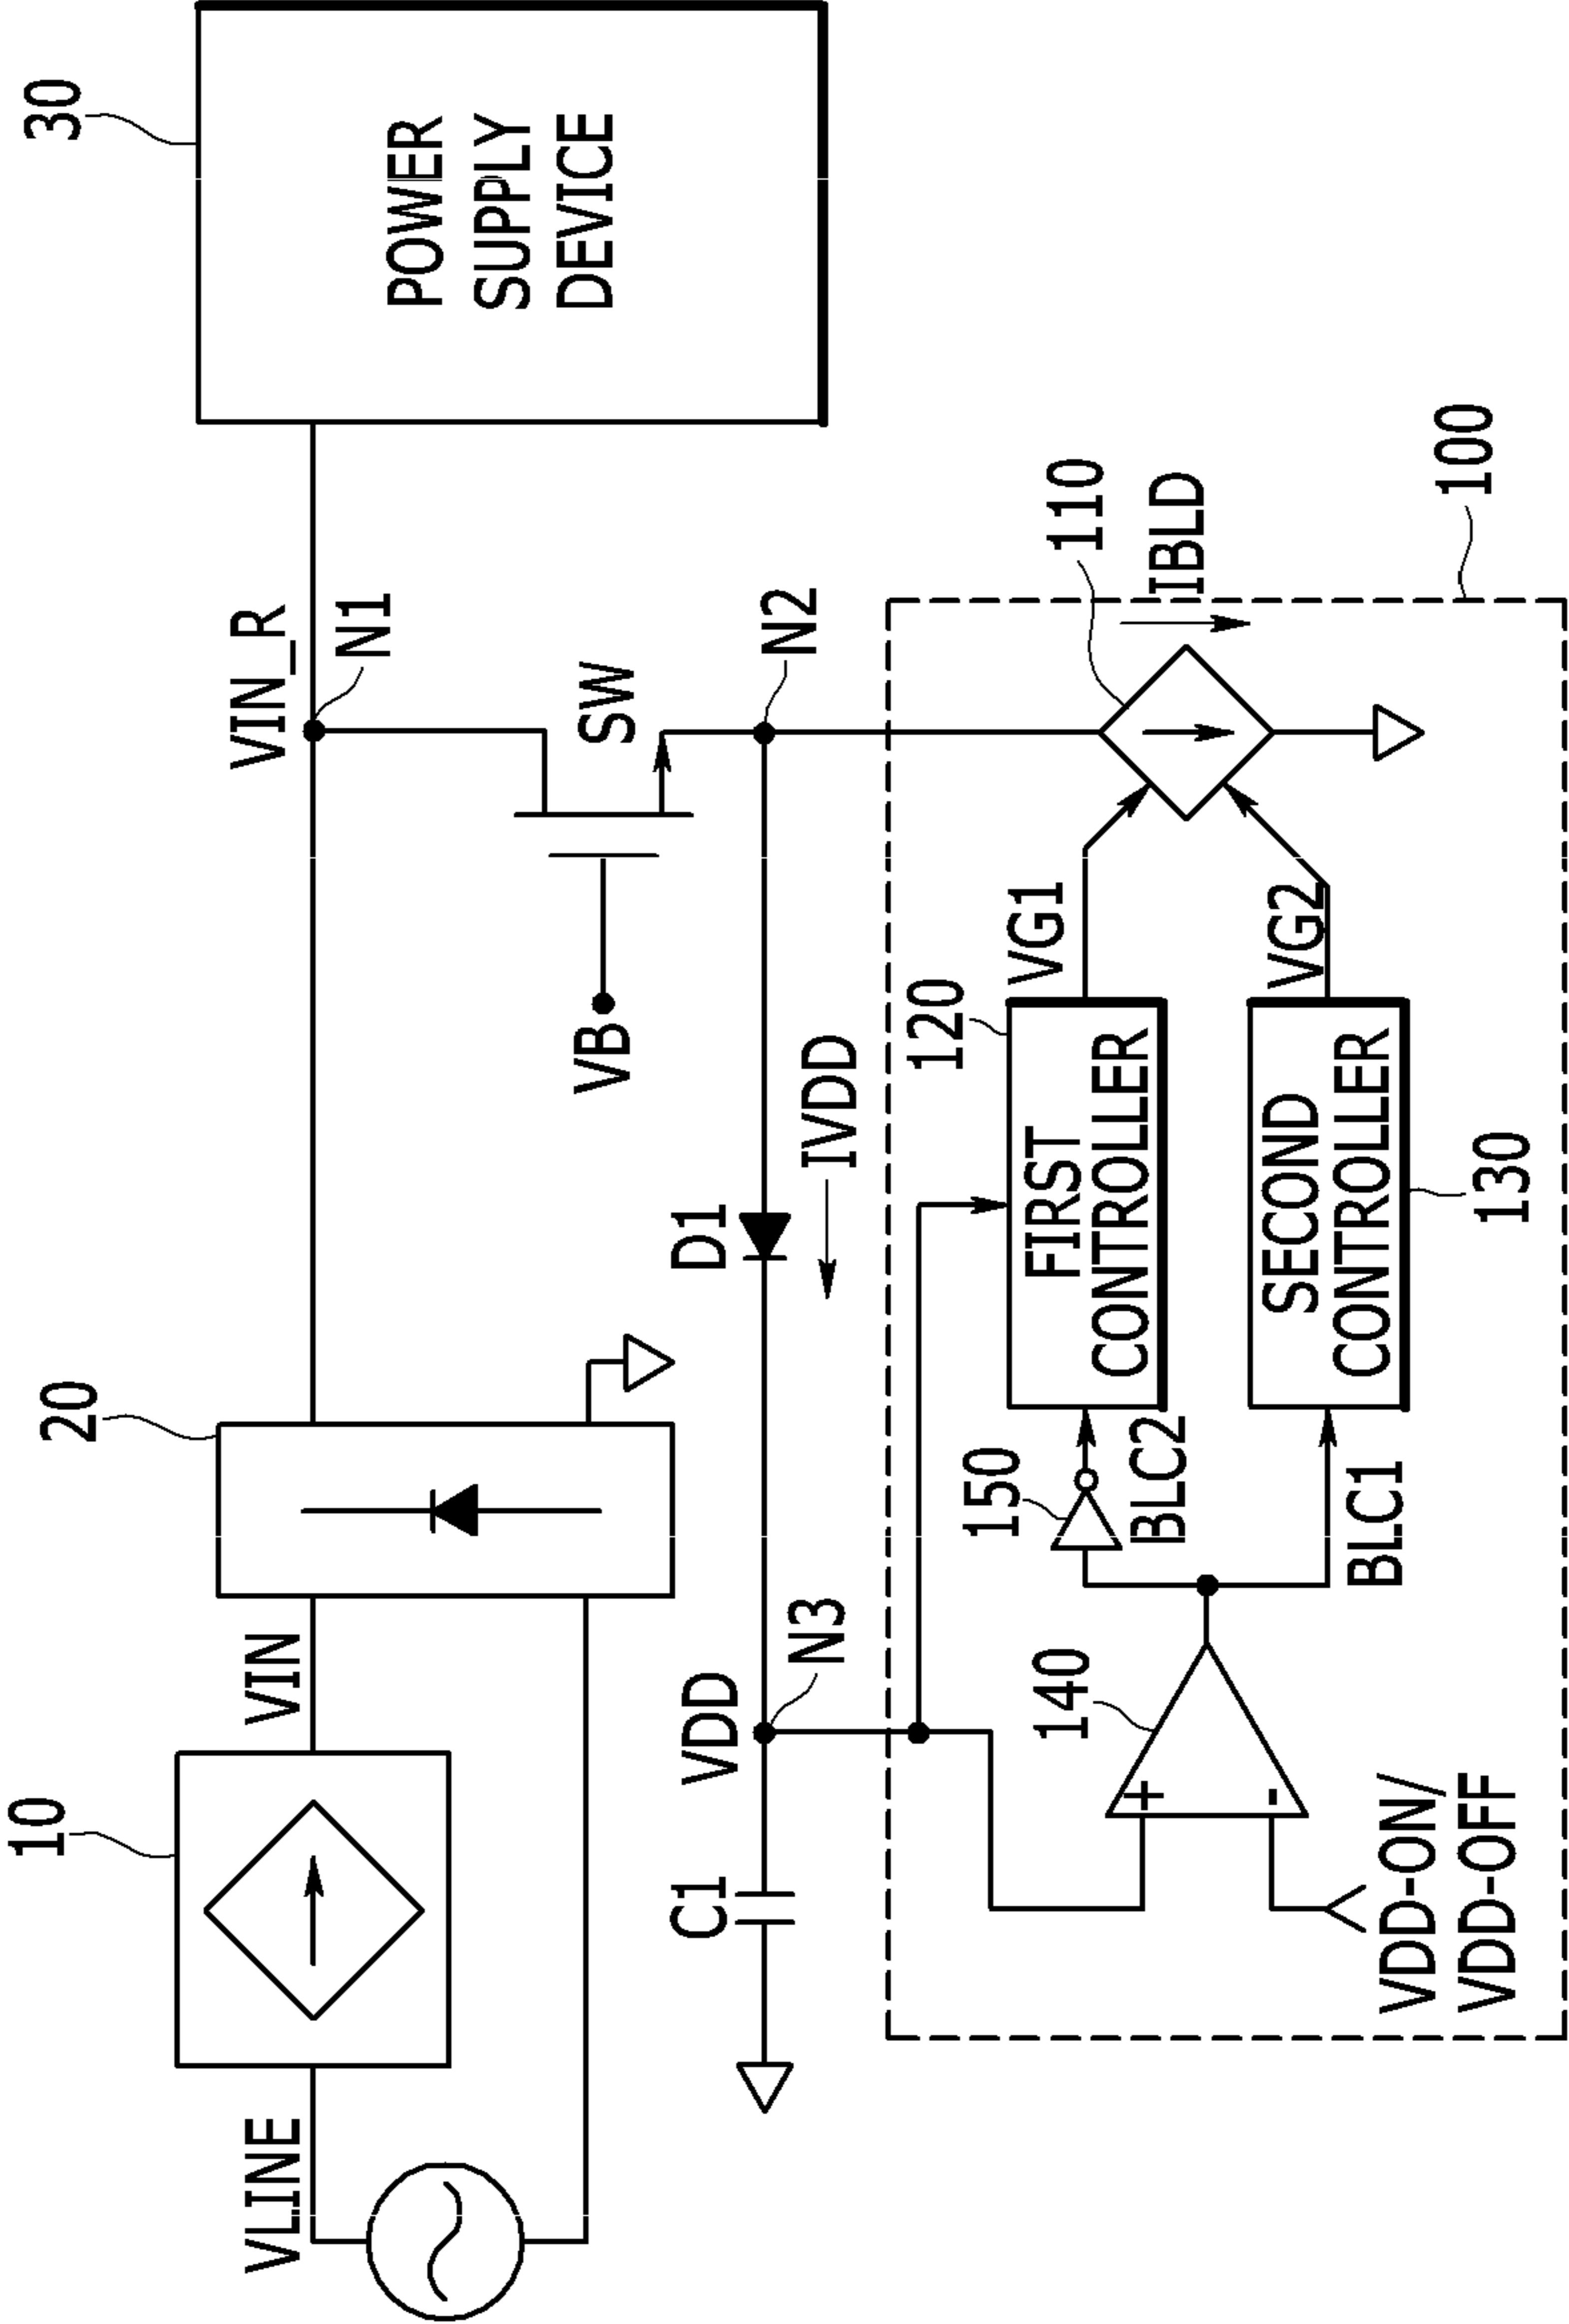 10
20
30
VLINE
VIN
VIN_R
N1
POWER
SUPPLY
DEVICE
VB
SW
C1
VDD
D1
N2
N3
IVDD
120
110
150
VG1
140
FIRST
CONTROLLER
BLC2
IBLD
VG2
SECOND
CONTROLLER
+
-
BLC1
VDD-ON/
VDD-OFF
130
100